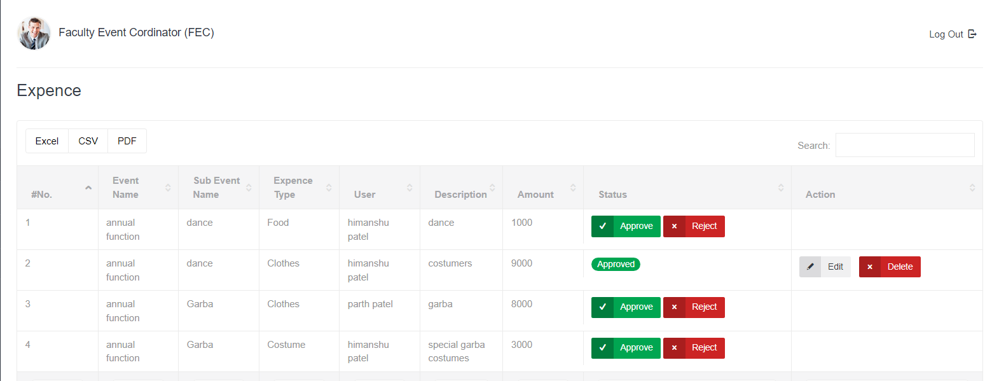 Faculty Event Cordinator (FEC)
Log Out
Expence
Excel CSV PDF
Search:
#No. Event Name Sub Event Name Expence Type User Description Amount Status Action
1 annual function dance Food himanshu patel dance 1000 Approve Reject
2 annual function dance Clothes himanshu patel costumers 9000 Approved Edit Delete
3 annual function Garba Clothes parth patel garba 8000 Approve Reject
4 annual function Garba Costume himanshu patel special garba costumes 3000 Approve Reject